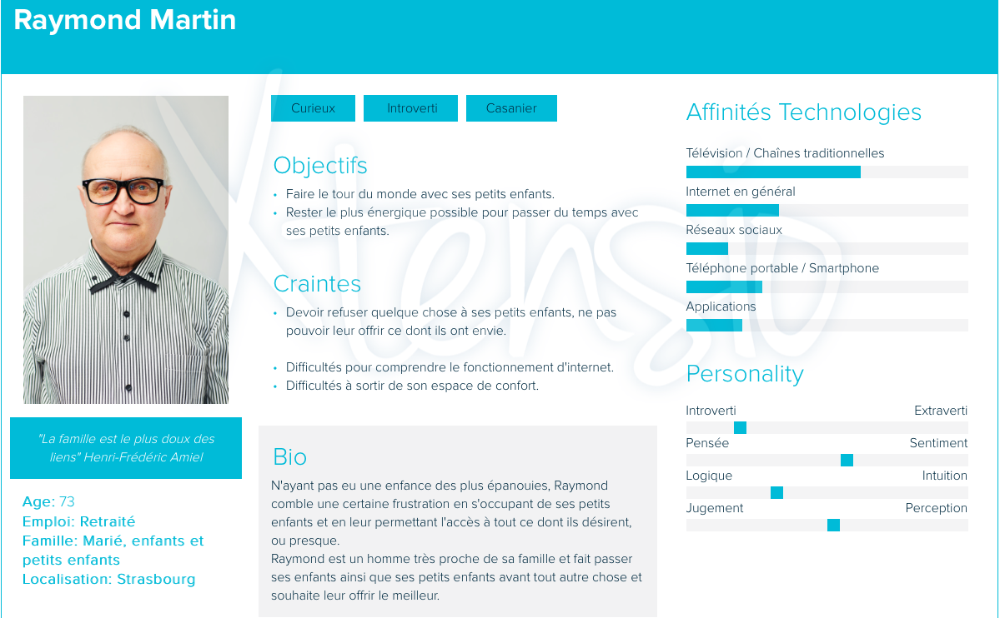 Raymond Martin
Curieux
Introverti
Casanier
Objectifs
• Faire le tour du monde avec ses petits enfants.
• Rester le plus énergique possible pour passer du temps avec
ses petits enfants.
Craintes
• Devoir refuser quelque chose à ses petits enfants, ne pas
pouvoir leur offrir ce dont ils ont envie.
• Difficultés pour comprendre le fonctionnement d'internet.
• Difficultés à sortir de son espace de confort.
"La famille est le plus doux des
liens" Henri-Frédéric Amiel
Age: 73
Emploi: Retraité
Famille: Marié, enfants et
petits enfants
Localisation: Strasbourg
Bio
N'ayant pas eu une enfance des plus épanouies, Raymond
comble une certaine frustration en s'occupant de ses petits
enfants et en leur permettant l'accès à tout ce dont ils désirent,
ou presque.
Raymond est un homme très proche de sa famille et fait passer
ses enfants ainsi que ses petits enfants avant tout autre chose et
souhaite leur offrir le meilleur.
Affinités Technologies
Télévision / Chaînes traditionnelles
Internet en général
Réseaux sociaux
Téléphone portable / Smartphone
Applications
Personality
Introverti Extraverti
Pensée Sentiment
Logique Intuition
Jugement Perception
Xtensio